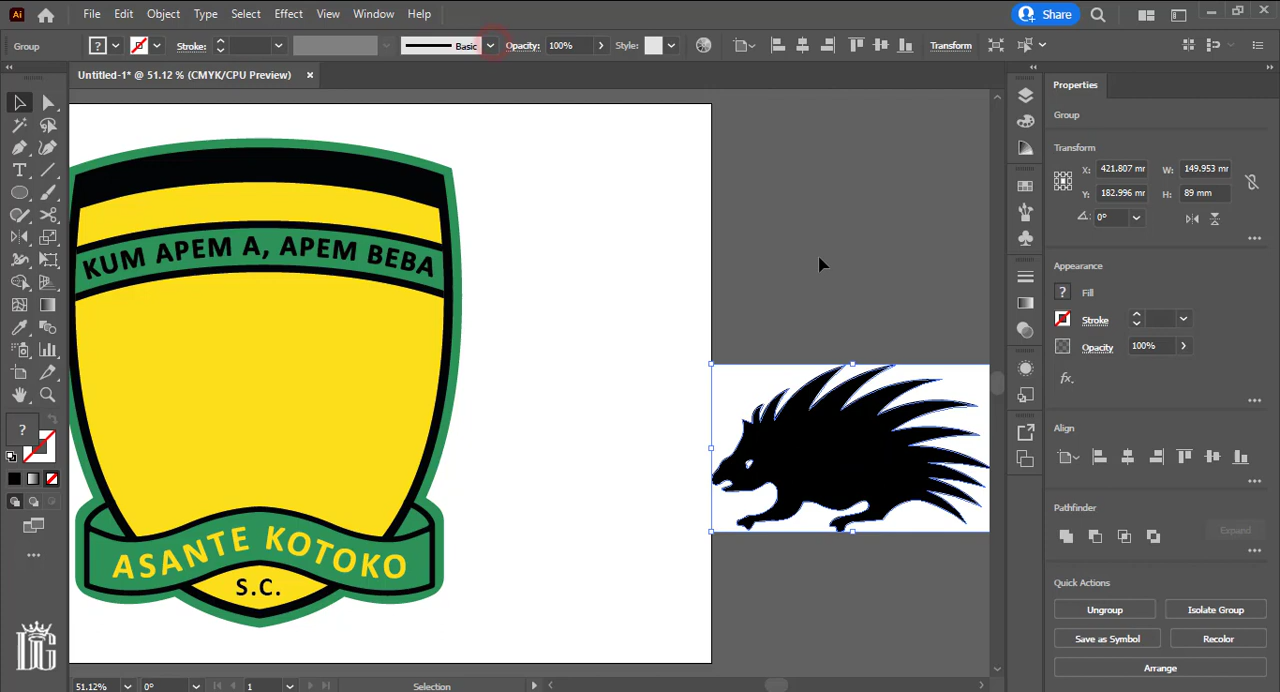 Ai File Edit Object Type Select Effect View Window Help Share
Group ? Stroke: Basic Opacity: 100% Style: Transform
Untitled-1* @ 51.12 % (CMYK/CPU Preview) ×
Properties
Group
Transform
X: 421.807 mr W: 149.953 mr
Y: 182.996 mr H: 89 mm
0°
Appearance
? Fill
Stroke
Opacity 100%
fx.
Align
Pathfinder
Expand
Quick Actions
Ungroup Isolate Group
Save as Symbol Recolor
Arrange
KUM APEM A, APEM BEBA
ASANTE KOTOKO
S.C.
?
DG
51.12% 0° 1 Selection